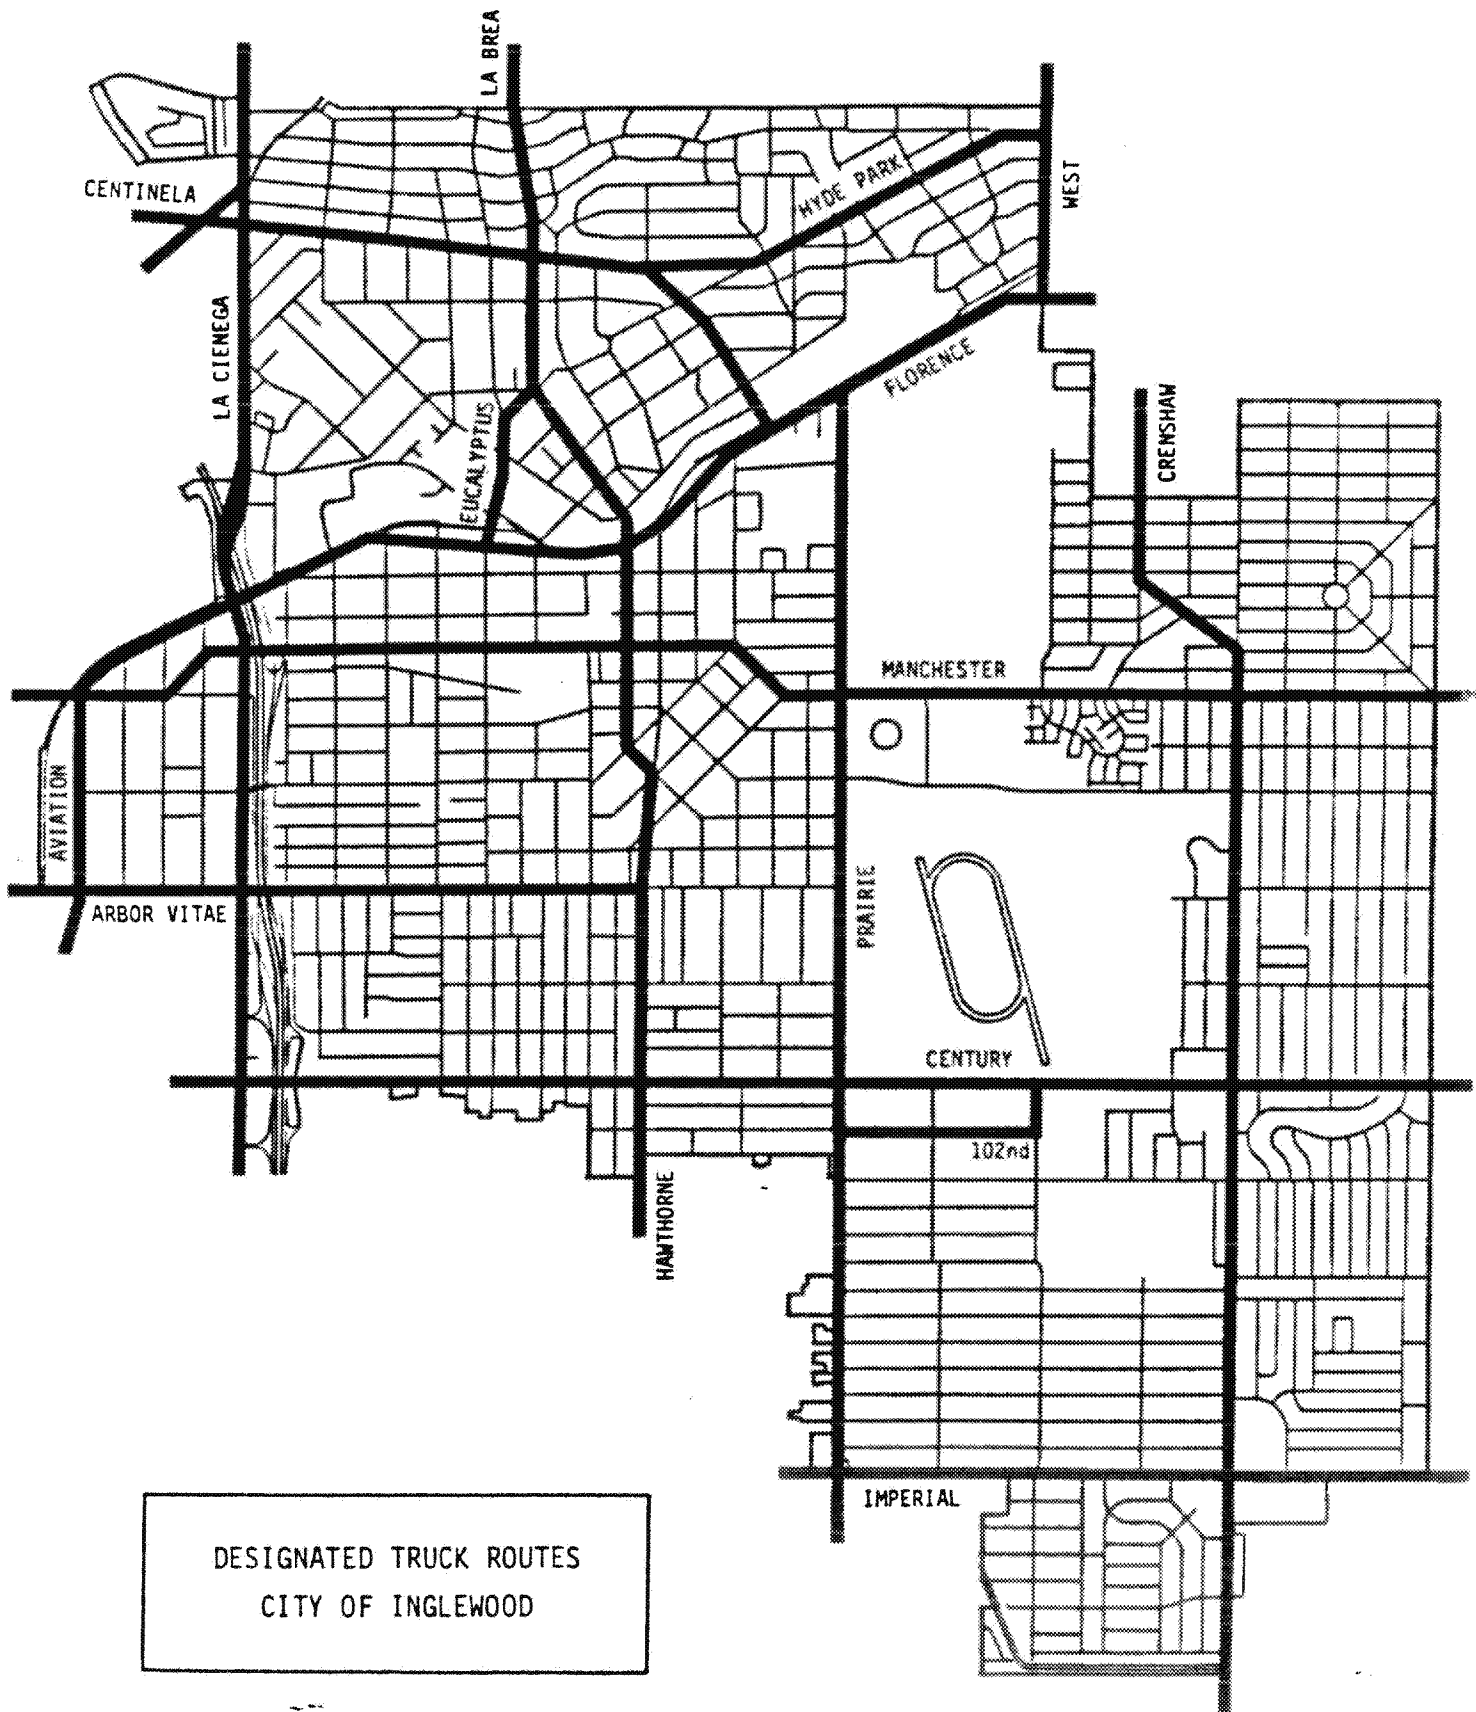 LA BREA
CENTINELA
HYDE PARK
WEST
LA CIENEGA
FLORENCE
EUCALYPTUS
CRENSHAW
MANCHESTER
AVIATION
ARBOR VITAE
PRAIRIE
CENTURY
102nd
HAWTHORNE
IMPERIAL
DESIGNATED TRUCK ROUTES
CITY OF INGLEWOOD